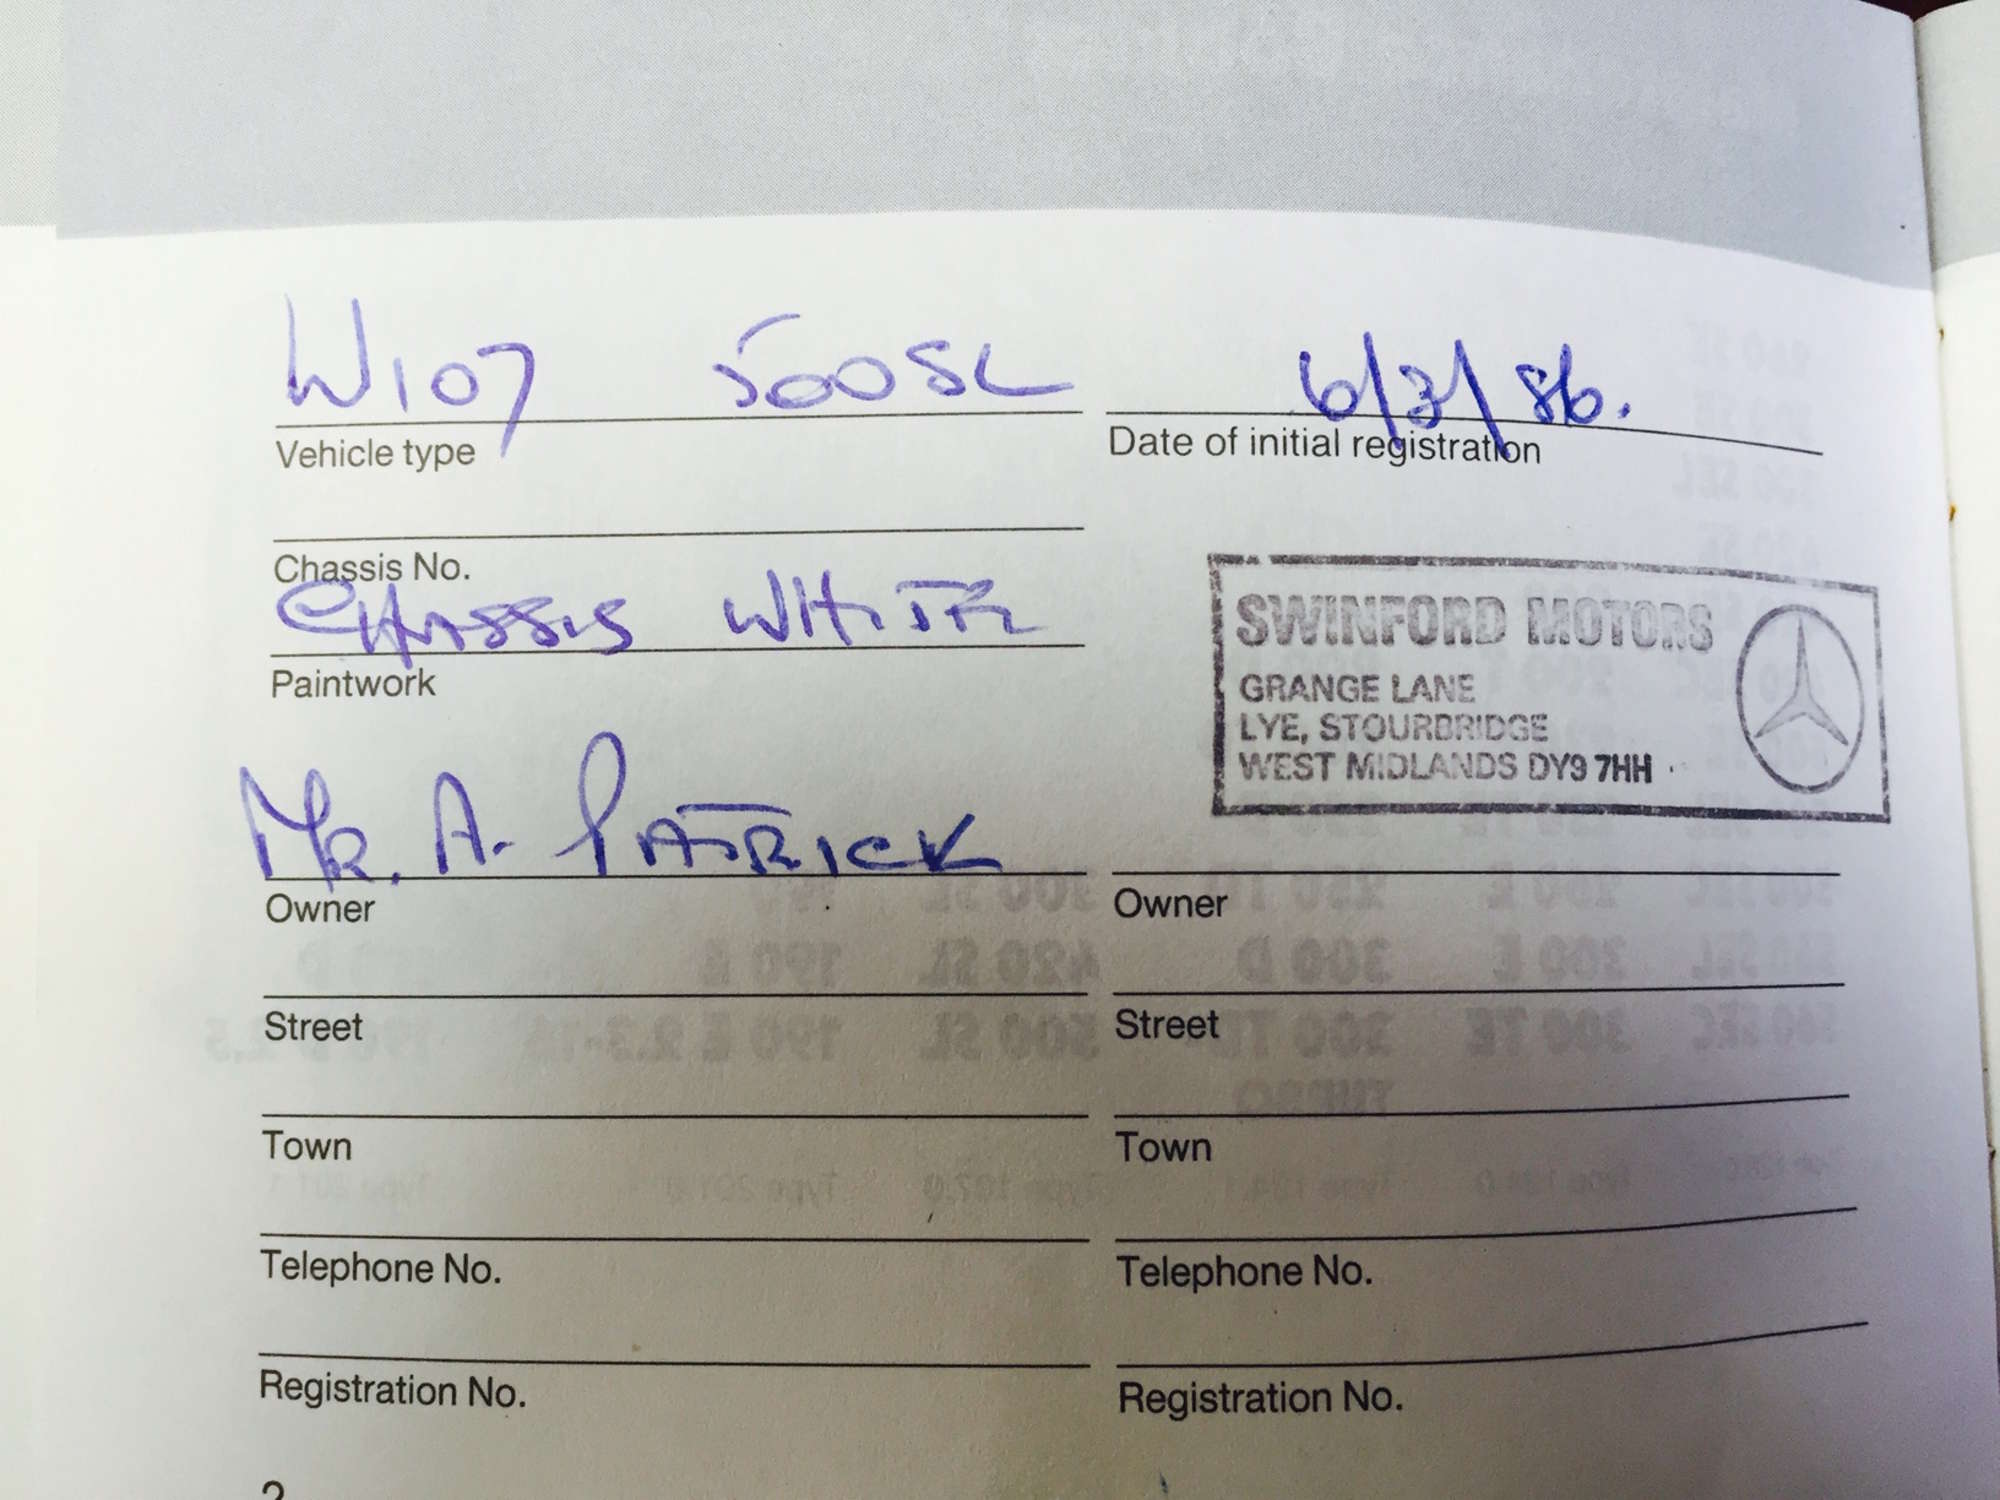 W107 500SL 6/3/86.
Vehicle type Date of initial registration
Chassis No.
CHASSIS WHITE
Paintwork
SWINFORD MOTORS
GRANGE LANE
LYE, STOURBRIDGE
WEST MIDLANDS DY9 7HH
MR. A. PATRICK
Owner Owner
Street Street
Town Town
Telephone No. Telephone No.
Registration No. Registration No.
2